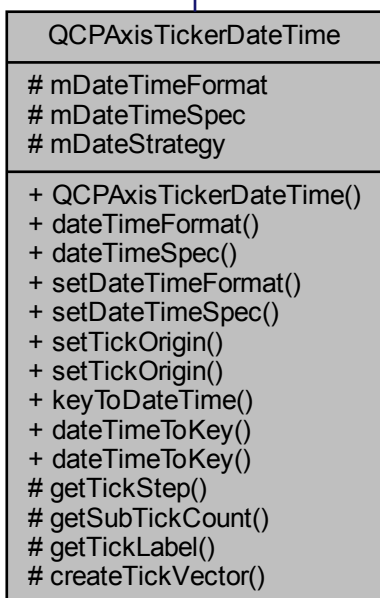 QCPAxisTickerDateTime
# mDateTimeFormat
# mDateTimeSpec
# mDateStrategy
+ QCPAxisTickerDateTime()
+ dateTimeFormat()
+ dateTimeSpec()
+ setDateTimeFormat()
+ setDateTimeSpec()
+ setTickOrigin()
+ setTickOrigin()
+ keyToDateTime()
+ dateTimeToKey()
+ dateTimeToKey()
# getTickStep()
# getSubTickCount()
# getTickLabel()
# createTickVector()